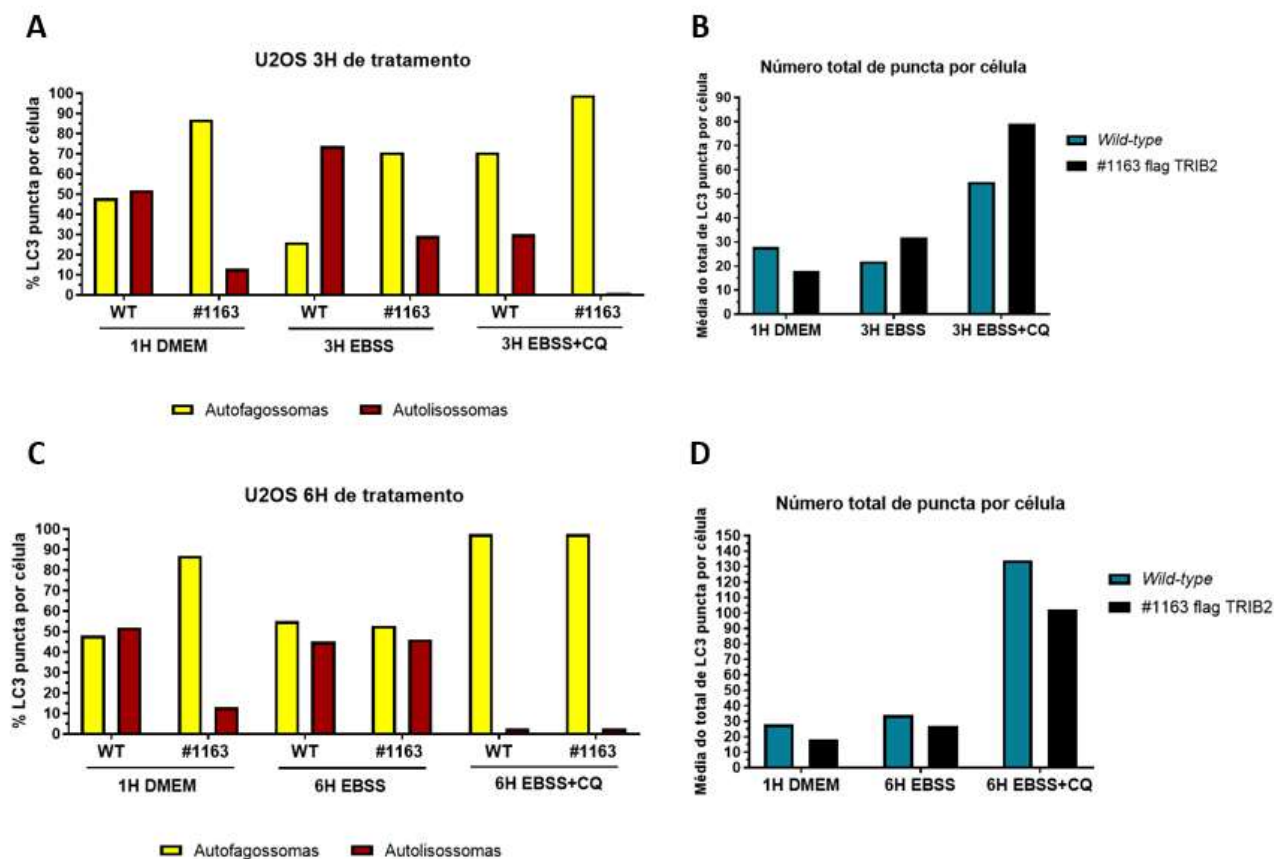 A
U2OS 3H de tratamento
% LC3 puncta por célula
100
90
80
70
60
50
40
30
20
10
0
WT #1163 WT #1163 WT #1163
1H DMEM 3H EBSS 3H EBSS+CQ
Autofagossomas Autolisossomas
B
Número total de puncta por célula
Média do total de LC3 puncta por célula
90
80
70
60
50
40
30
20
10
0
1H DMEM 3H EBSS 3H EBSS+CQ
Wild-type
#1163 flag TRIB2
C
U2OS 6H de tratamento
% LC3 puncta por célula
100
90
80
70
60
50
40
30
20
10
0
WT #1163 WT #1163 WT #1163
1H DMEM 6H EBSS 6H EBSS+CQ
Autofagossomas Autolisossomas
D
Número total de puncta por célula
Média do total de LC3 puncta por célula
150
140
130
120
110
100
90
80
70
60
50
40
30
20
10
0
1H DMEM 6H EBSS 6H EBSS+CQ
Wild-type
#1163 flag TRIB2